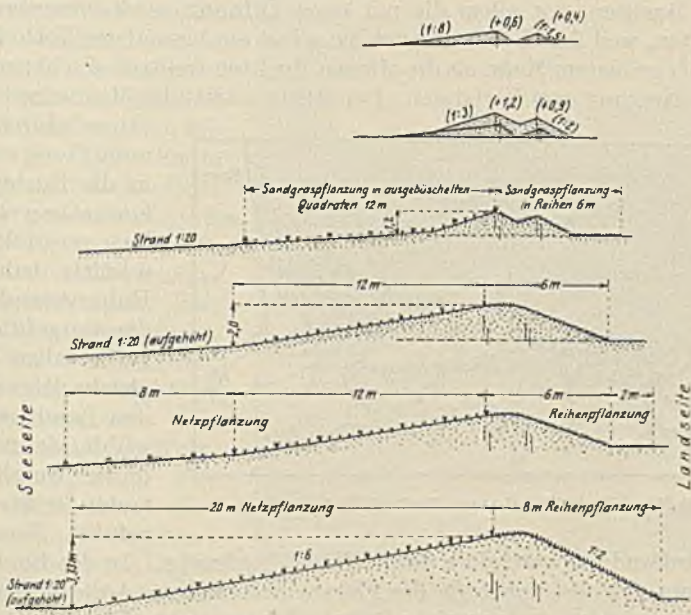 (1:8)
(+0,6)
(+0,4)
(1:3)
(+1,2)
(+0,9)
(1:2)
Sandgraspflanzung in ausgebüschelten
Quadraten 12 m
Sandgraspflanzung
in Reihen 6 m
1,2
Strand 1:20
12 m
6 m
2,0
Strand 1:20 (aufgehöht)
8 m
12 m
6 m
2 m
Netzpflanzung
Reihenpflanzung
Seeseite
Landseite
20 m Netzpflanzung
8 m Reihenpflanzung
1:6
1:2
Strand 1:20
(aufgehöht)